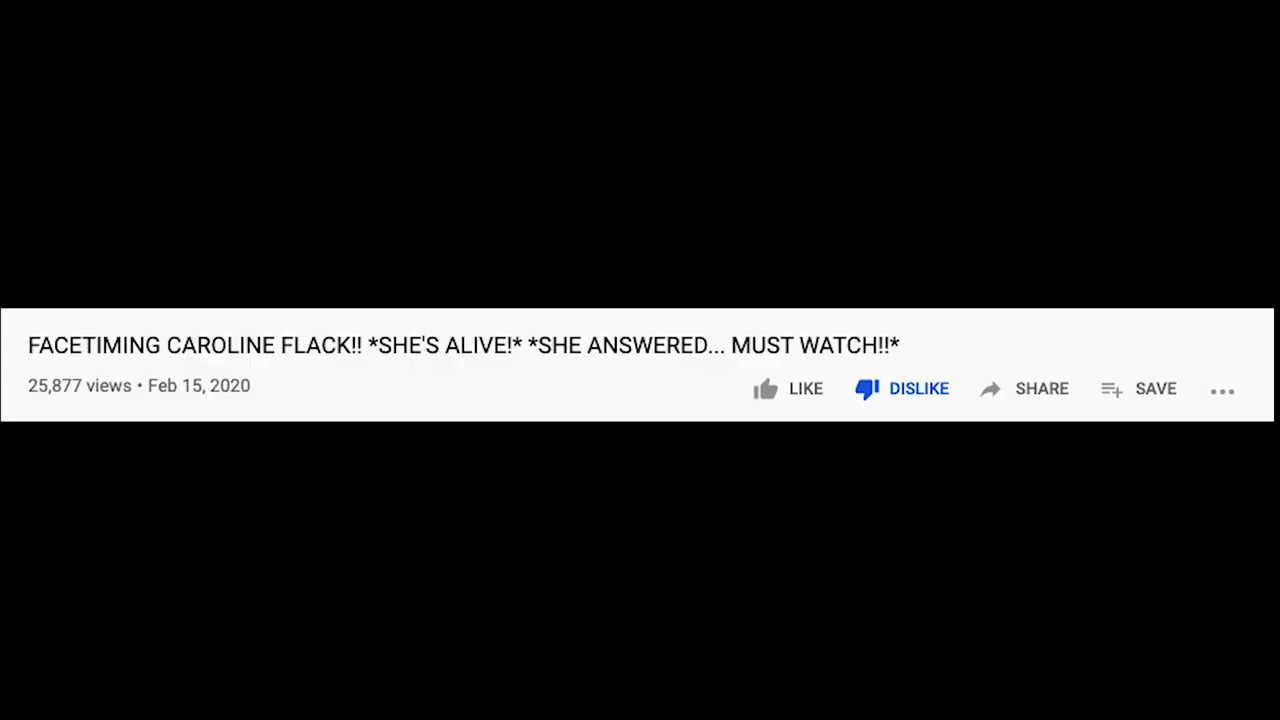 FACETIMING CAROLINE FLACK!! *SHE'S ALIVE!* *SHE ANSWERED... MUST WATCH!!*
25,877 views • Feb 15, 2020 LIKE DISLIKE SHARE SAVE